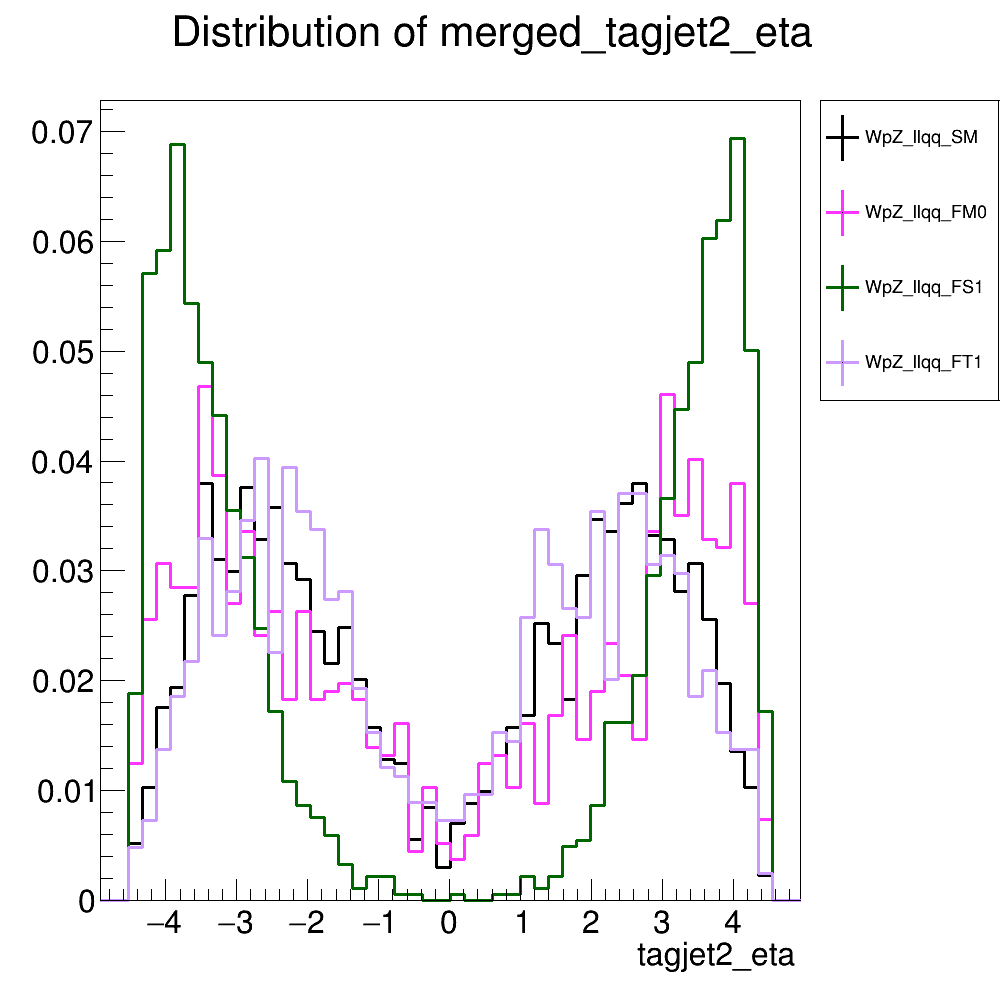 Distribution of merged_tagjet2_eta
0.07
0.06
0.05
0.04
0.03
0.02
0.01
0
−4 −3 −2 −1 0 1 2 3 4
tagjet2_eta
WpZ_llqq_SM
WpZ_llqq_FM0
WpZ_llqq_FS1
WpZ_llqq_FT1